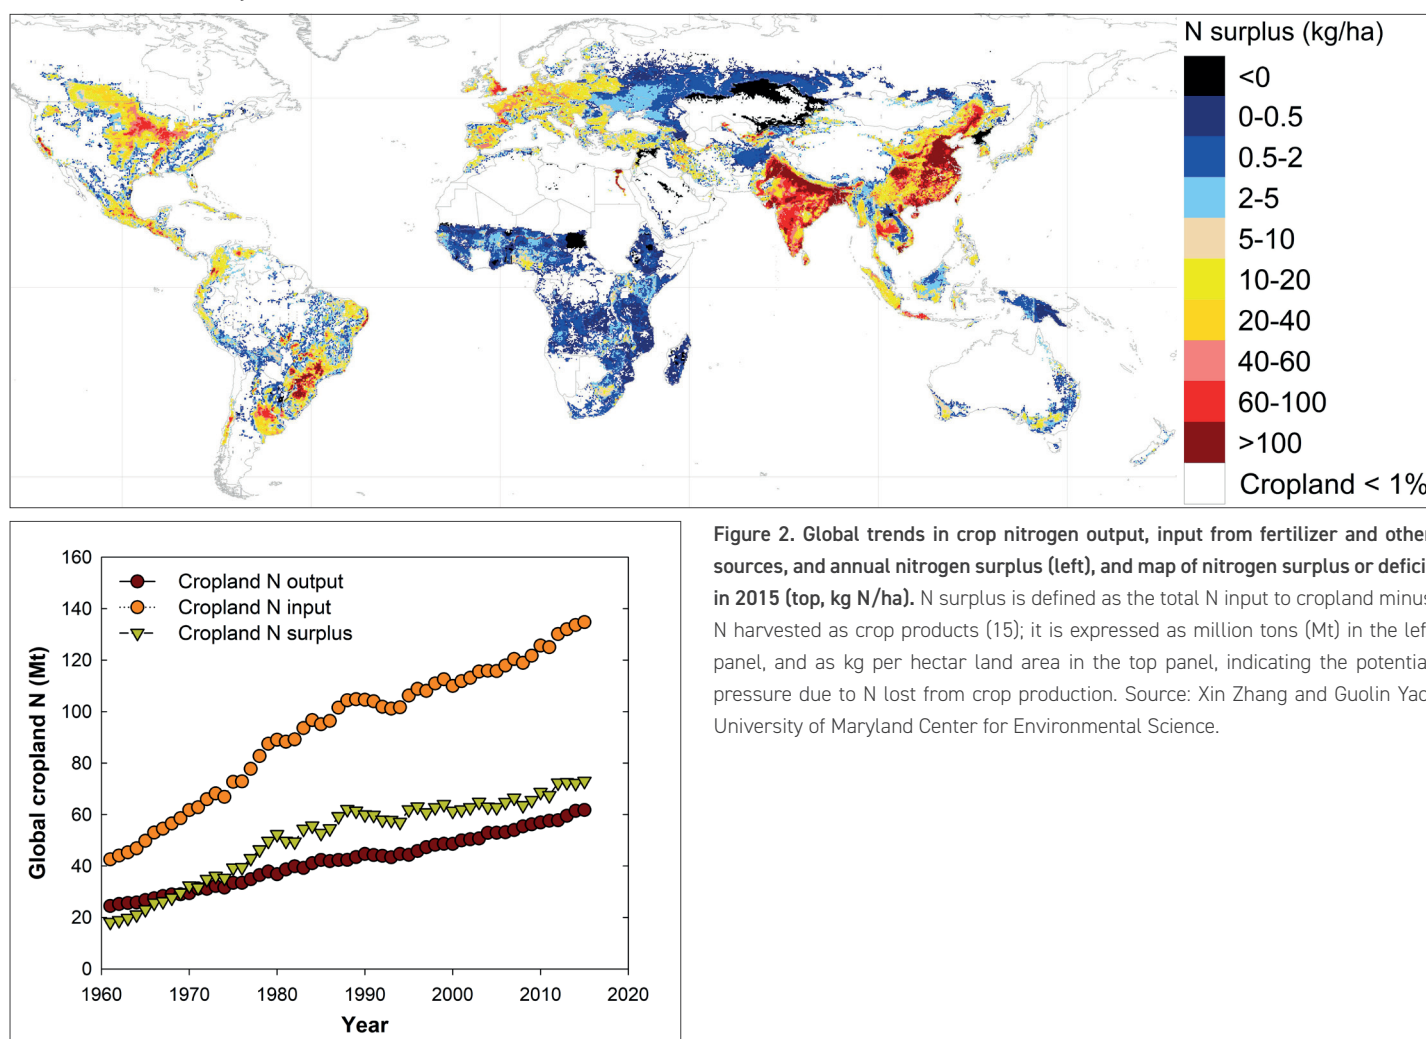 N surplus (kg/ha)
<0
0-0.5
0.5-2
2-5
5-10
10-20
20-40
40-60
60-100
>100
Cropland < 1%
160
140
120
100
80
60
40
20
0
Global cropland N (Mt)
Cropland N output
Cropland N input
Cropland N surplus
1960 1970 1980 1990 2000 2010 2020
Year
Figure 2. Global trends in crop nitrogen output, input from fertilizer and other
sources, and annual nitrogen surplus (left), and map of nitrogen surplus or defici
in 2015 (top, kg N/ha). N surplus is defined as the total N input to cropland minus
N harvested as crop products (15); it is expressed as million tons (Mt) in the lef
panel, and as kg per hectar land area in the top panel, indicating the potentia
pressure due to N lost from crop production. Source: Xin Zhang and Guolin Yao
University of Maryland Center for Environmental Science.